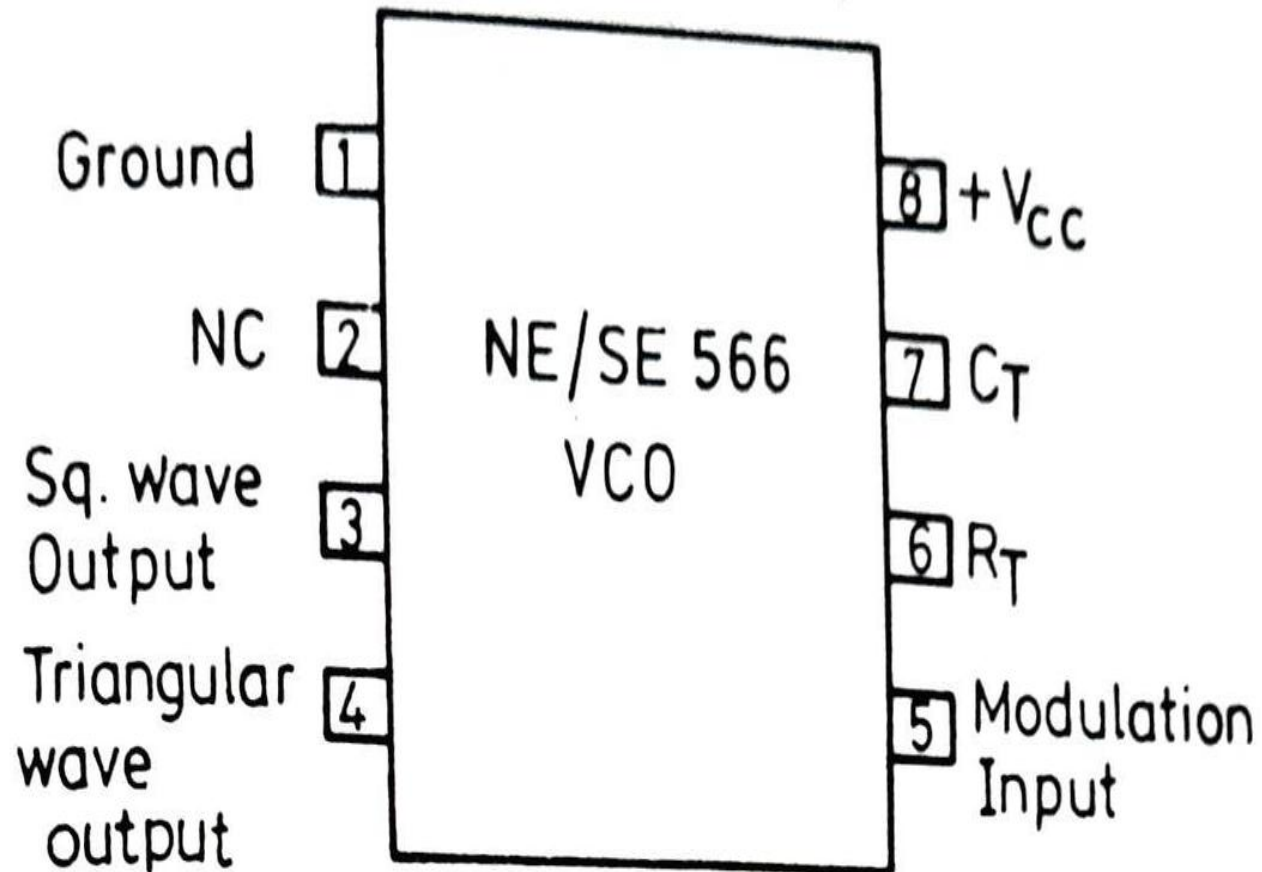 Ground 1
NC 2
Sq. wave
Output 3
Triangular 4
wave
output
NE/SE 566
VCO
8 +VCC
7 CT
6 RT
5 Modulation
Input